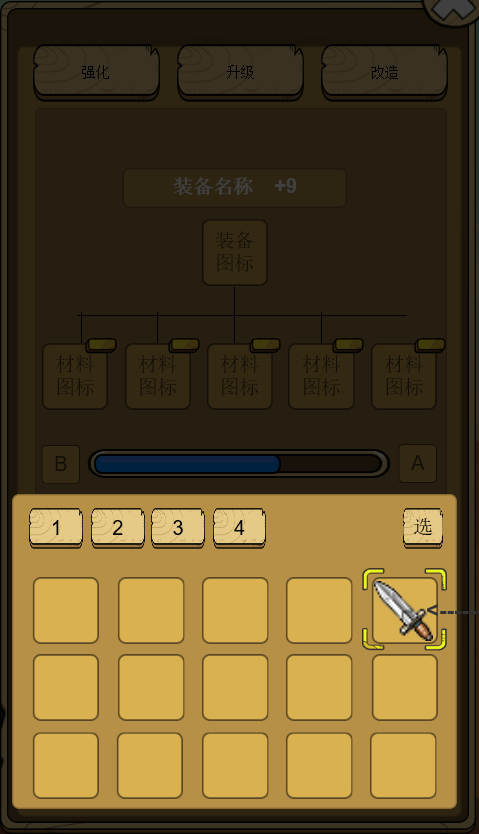 强化 升级 改造
装备名称 +9
装备
图标
材料 材料 材料 材料 材料
图标 图标 图标 图标 图标
B A
1 2 3 4 选